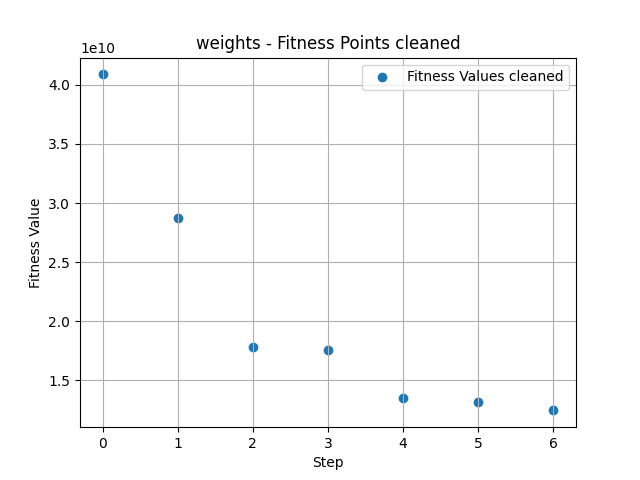 weights - Fitness Points cleaned
1e10
Fitness Values cleaned
4.0
3.5
3.0
2.5
2.0
1.5
Fitness Value
0 1 2 3 4 5 6
Step